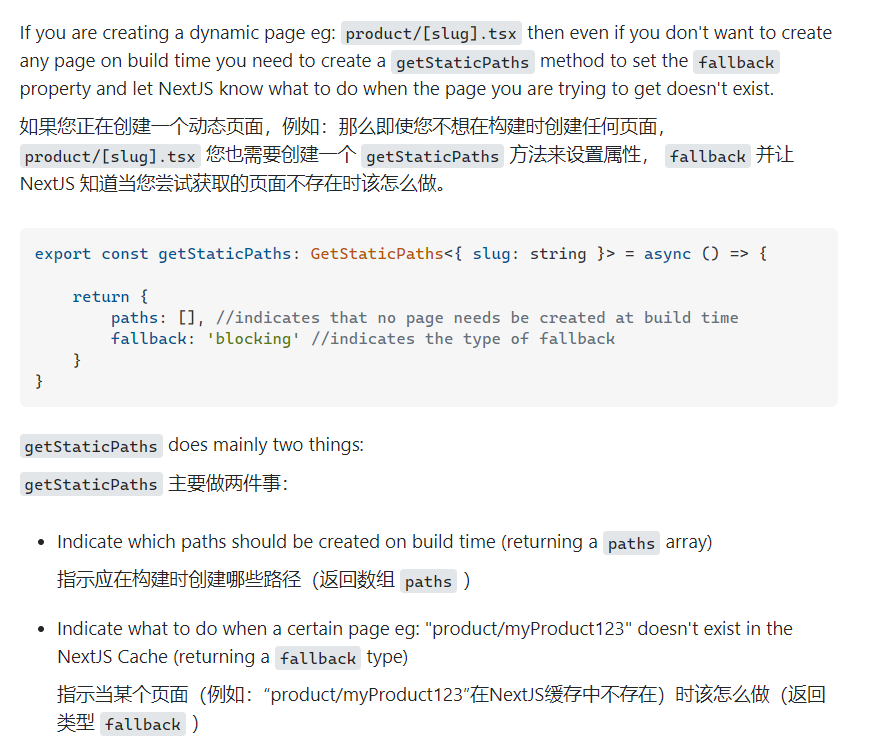 If you are creating a dynamic page eg: product/[slug].tsx then even if you don't want to create
any page on build time you need to create a getStaticPaths method to set the fallback
property and let NextJS know what to do when the page you are trying to get doesn't exist.
如果您正在创建一个动态页面，例如：那么即使您不想在构建时创建任何页面，
product/[slug].tsx 您也需要创建一个 getStaticPaths 方法来设置属性， fallback 并让
NextJS 知道当您尝试获取的页面不存在时该怎么做。
export const getStaticPaths: GetStaticPaths<{ slug: string }> = async () => {
return {
paths: [], //indicates that no page needs be created at build time
fallback: 'blocking' //indicates the type of fallback
}
}
getStaticPaths does mainly two things:
getStaticPaths 主要做两件事：
• Indicate which paths should be created on build time (returning a paths array)
指示应在构建时创建哪些路径（返回数组 paths ）
• Indicate what to do when a certain page eg: "product/myProduct123" doesn't exist in the
NextJS Cache (returning a fallback type)
指示当某个页面（例如：“product/myProduct123”在NextJS缓存中不存在）时该怎么做（返回
类型 fallback ）